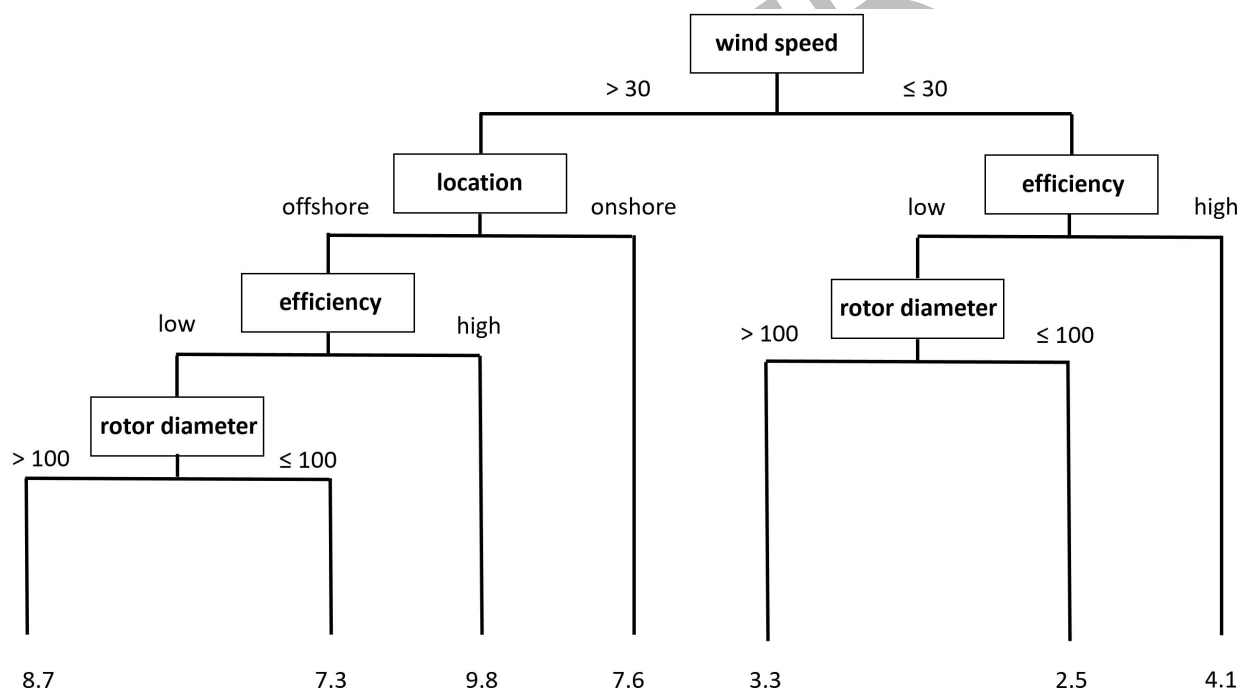 wind speed
> 30
≤ 30
location
efficiency
offshore
onshore
low
high
efficiency
rotor diameter
low
high
> 100
≤ 100
rotor diameter
> 100
≤ 100
8.7
7.3
9.8
7.6
3.3
2.5
4.1